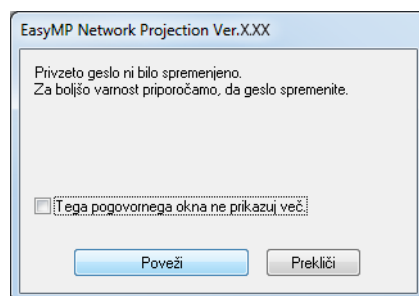 EasyMP Network Projection Ver.X.XX
Privzeto geslo ni bilo spremenjeno.
Za boljšo varnost priporočamo, da geslo spremenite.
Tega pogovornega okna ne prikazuj več.
Poveži
Prekliči